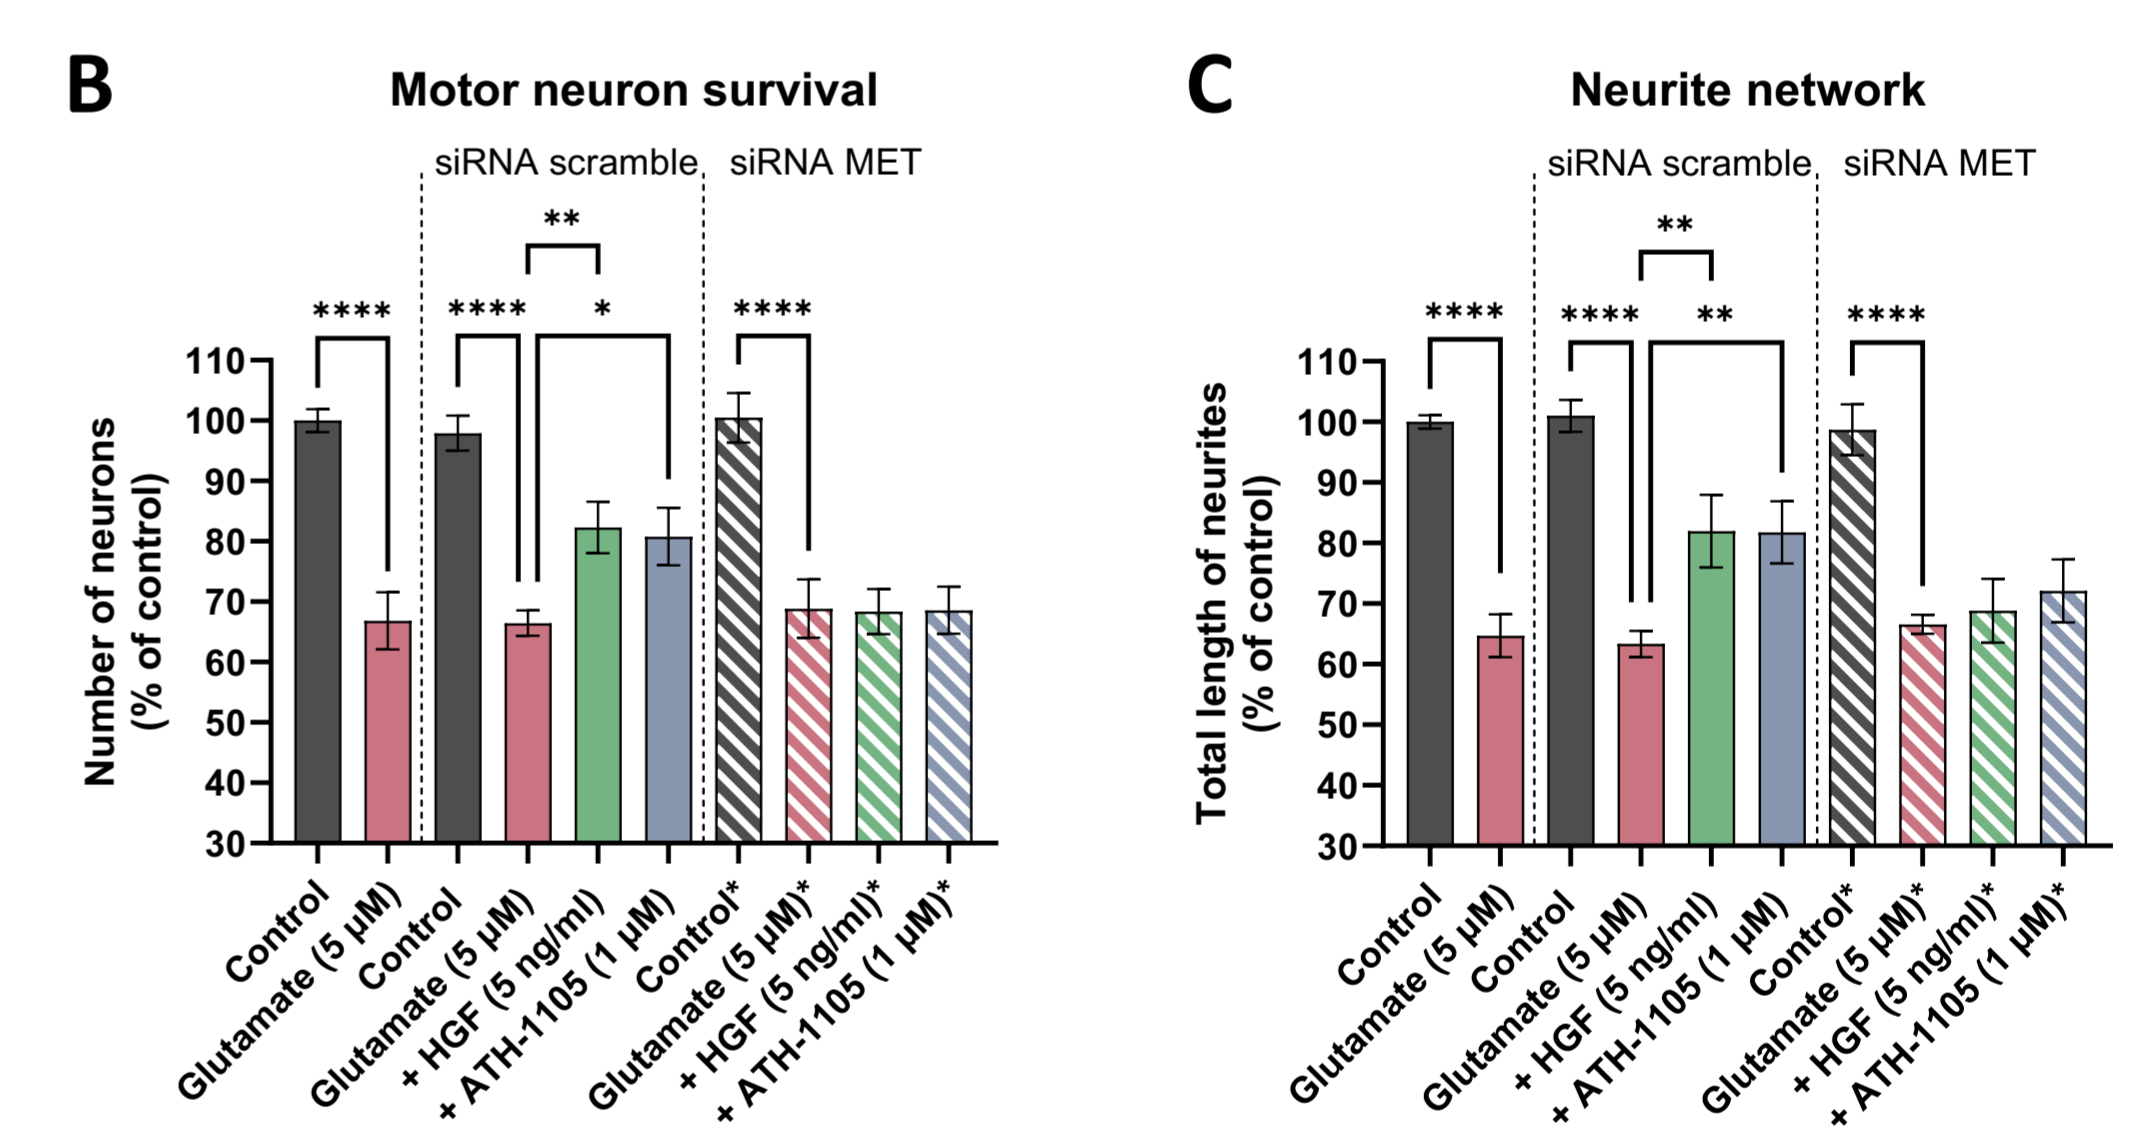 B
Motor neuron survival
siRNA scramble
siRNA MET
**
****
****
*
****
Number of neurons
(% of control)
110
100
90
80
70
60
50
40
30
Control
Glutamate (5 µM)
Control
Glutamate (5 µM)
+ HGF (5 ng/ml)
+ ATH-1105 (1 µM)
Control*
Glutamate (5 µM)*
+ HGF (5 ng/ml)*
+ ATH-1105 (1 µM)*
C
Neurite network
siRNA scramble
siRNA MET
**
****
****
**
****
Total length of neurites
(% of control)
110
100
90
80
70
60
50
40
30
Control
Glutamate (5 µM)
Control
Glutamate (5 µM)
+ HGF (5 ng/ml)
+ ATH-1105 (1 µM)
Control*
Glutamate (5 µM)*
+ HGF (5 ng/ml)*
+ ATH-1105 (1 µM)*